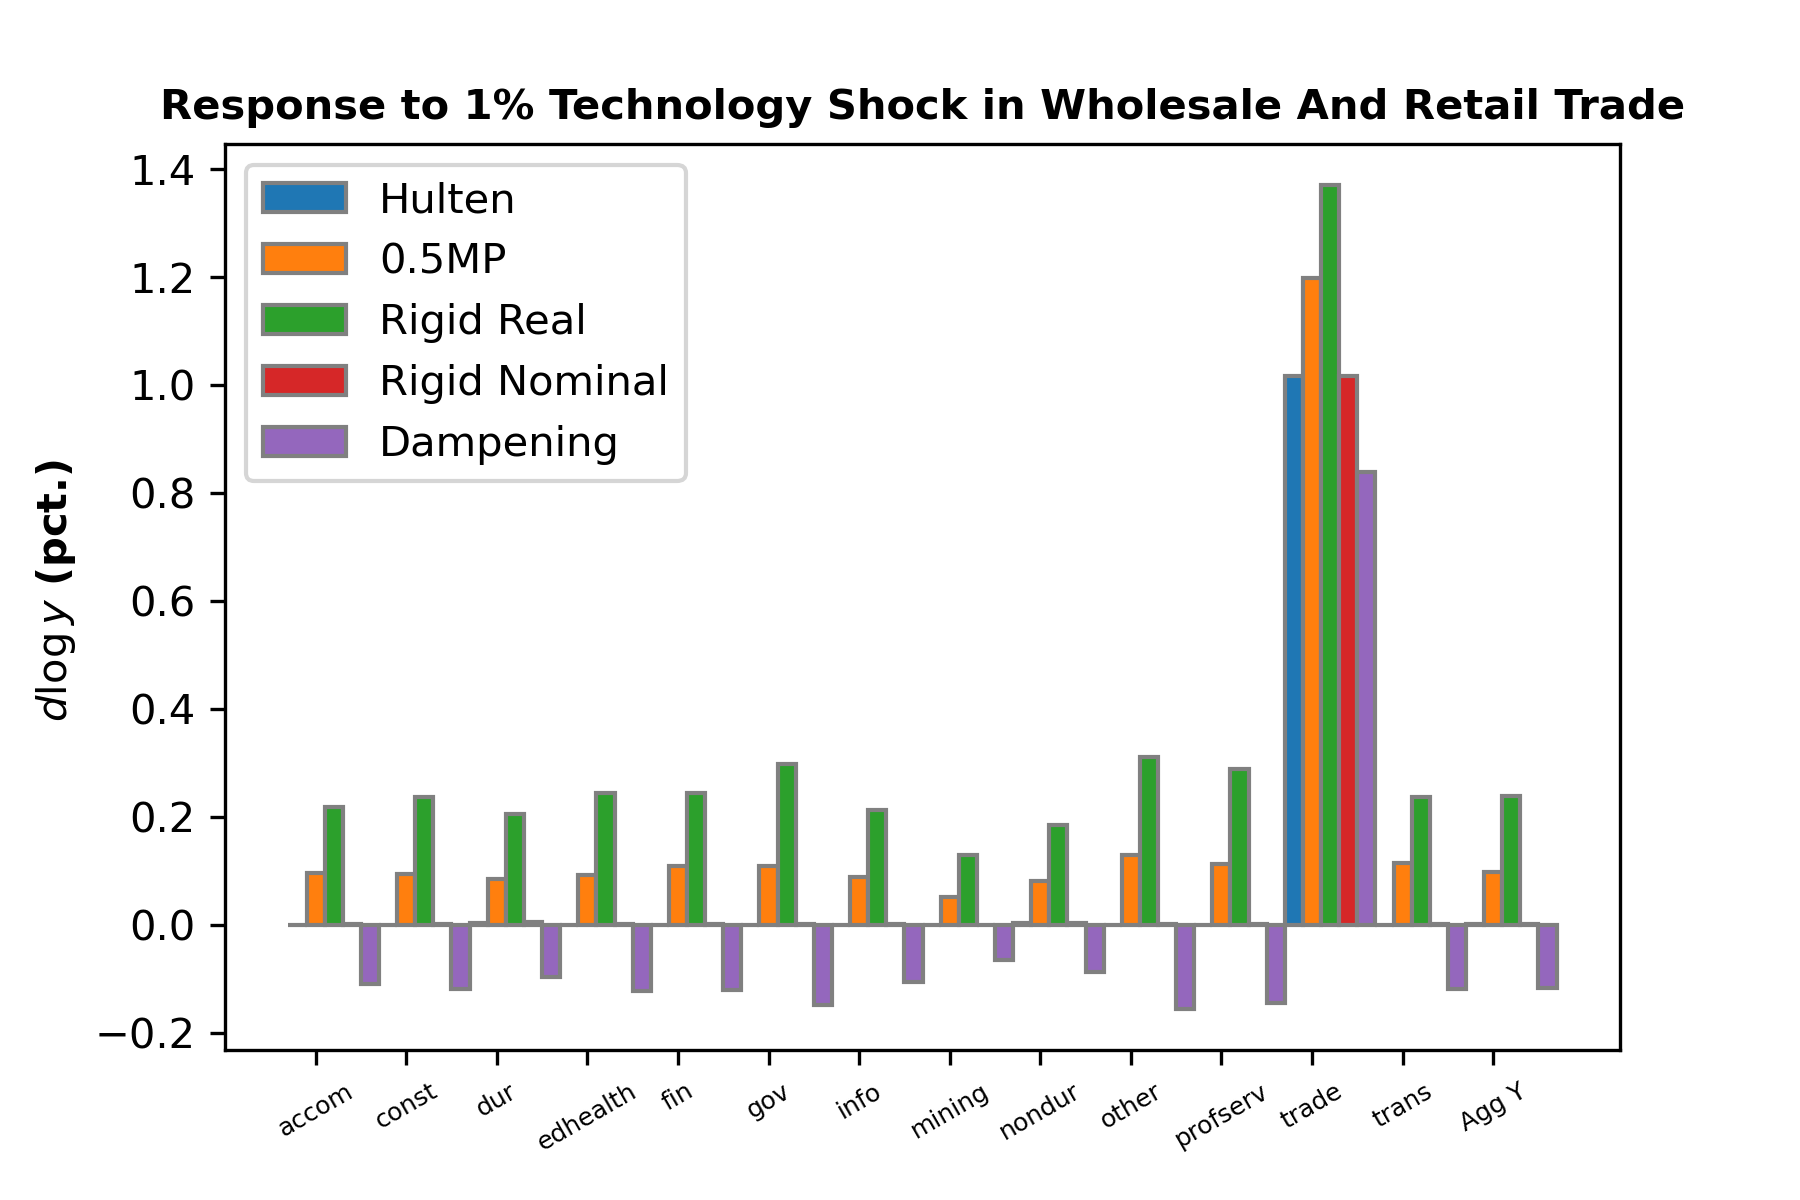 Response to 1% Technology Shock in Wholesale And Retail Trade
1.4
1.2
1.0
0.8
0.6
0.4
0.2
0.0
−0.2
dlog y (pct.)
Hulten
0.5MP
Rigid Real
Rigid Nominal
Dampening
accom
const
dur
edhealth
fin
gov
info
mining
nondur
other
profserv
trade
trans
Agg Y